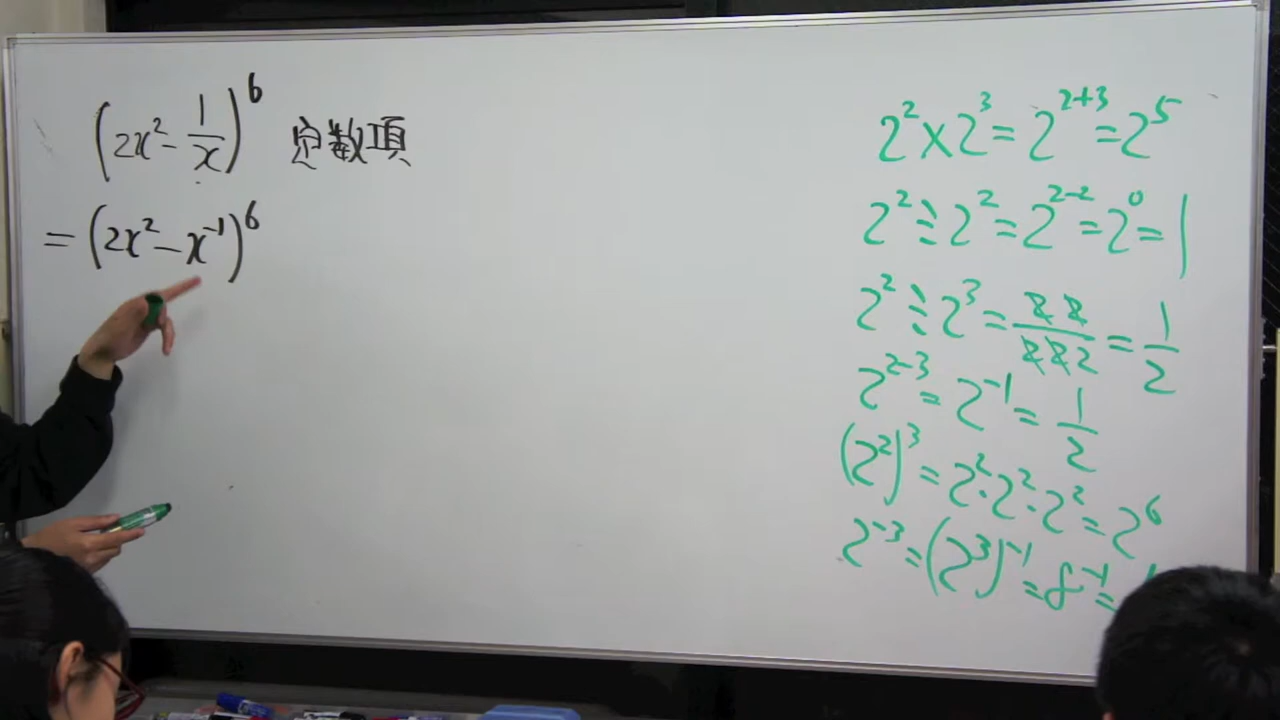 (2x² - 1/x)⁶ 定数項
= (2x² - x⁻¹)⁶
2² × 2³ = 2²⁺³ = 2⁵
2² ÷ 2² = 2²⁻² = 2⁰ = 1
2² ÷ 2³ = 2 2 / 2 2 2 = 1/2
2²⁻³ = 2⁻¹ = 1/2
(2²)³ = 2² · 2² · 2² = 2⁶
2⁻³ = (2³)⁻¹ = 8⁻¹ =